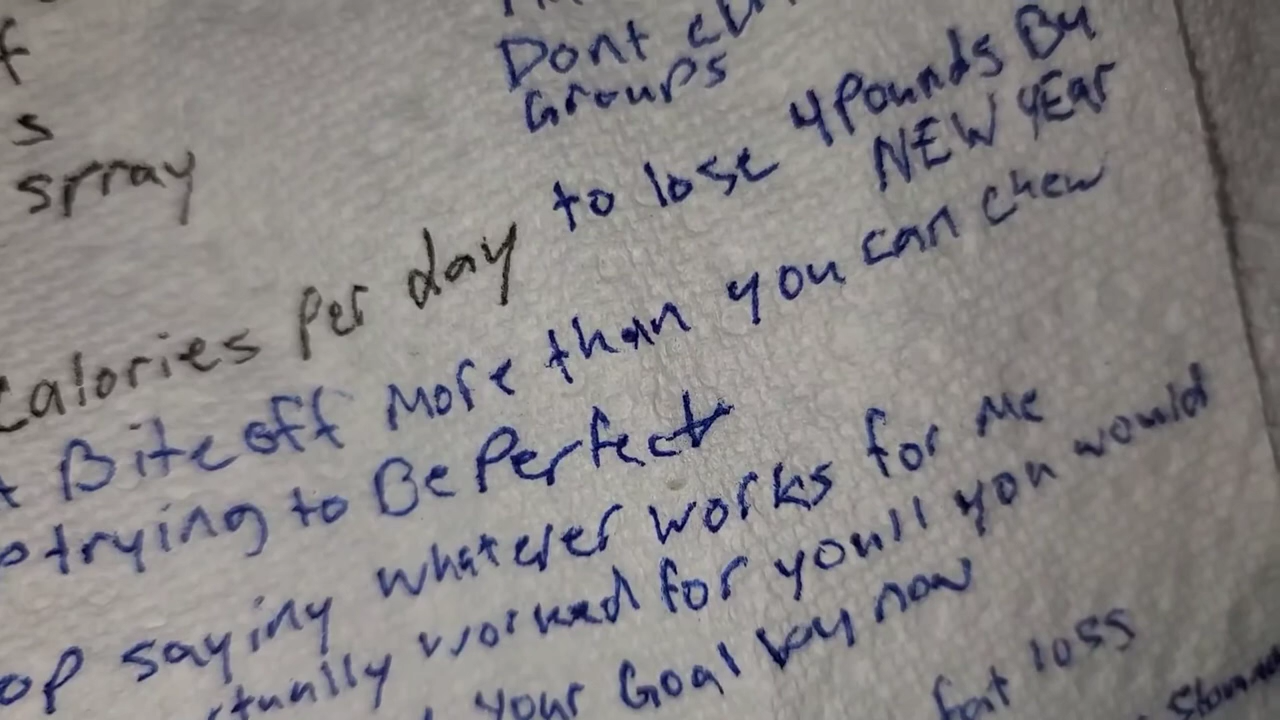 Dont
Groups
s
spray
to lose 4 Pounds By
NEW YEar
Calories Per day
Bite off More than you can chew
trying to Be Perfect
saying whatever works for Me
worked for you'll you would
your Goal by now
fat loss